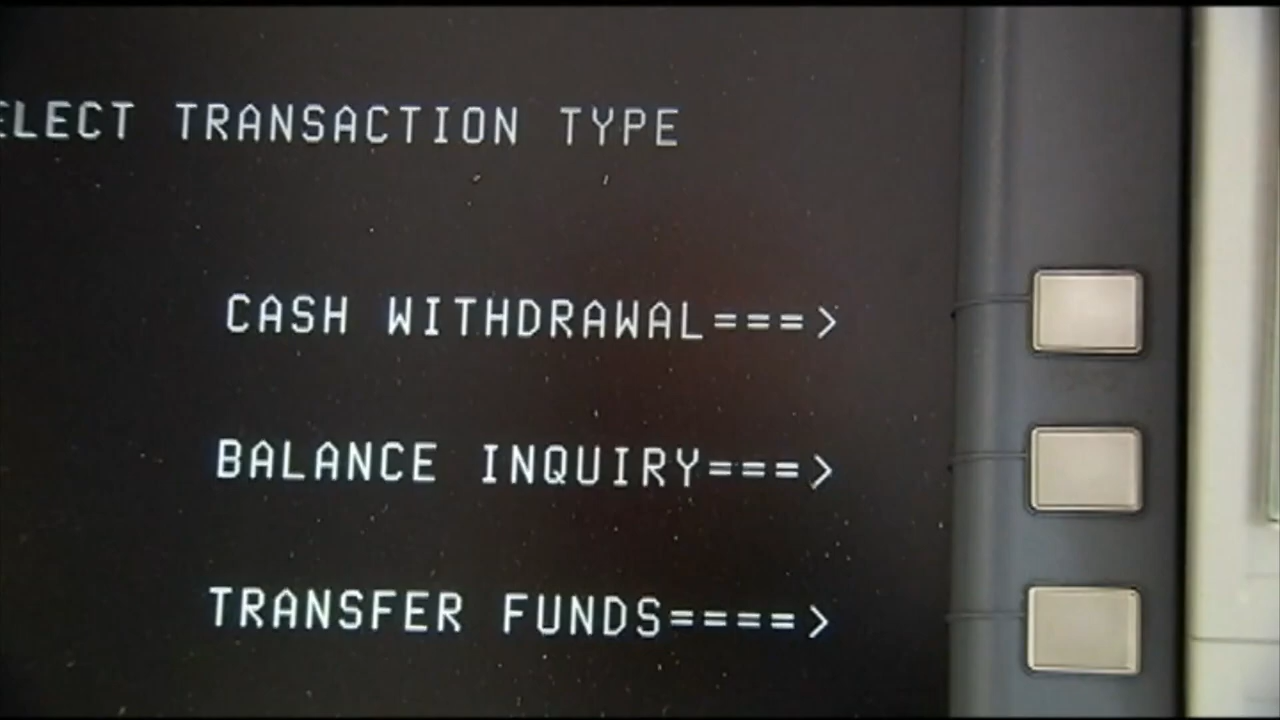 ELECT TRANSACTION TYPE
CASH WITHDRAWAL===>
BALANCE INQUIRY===>
TRANSFER FUNDS====>